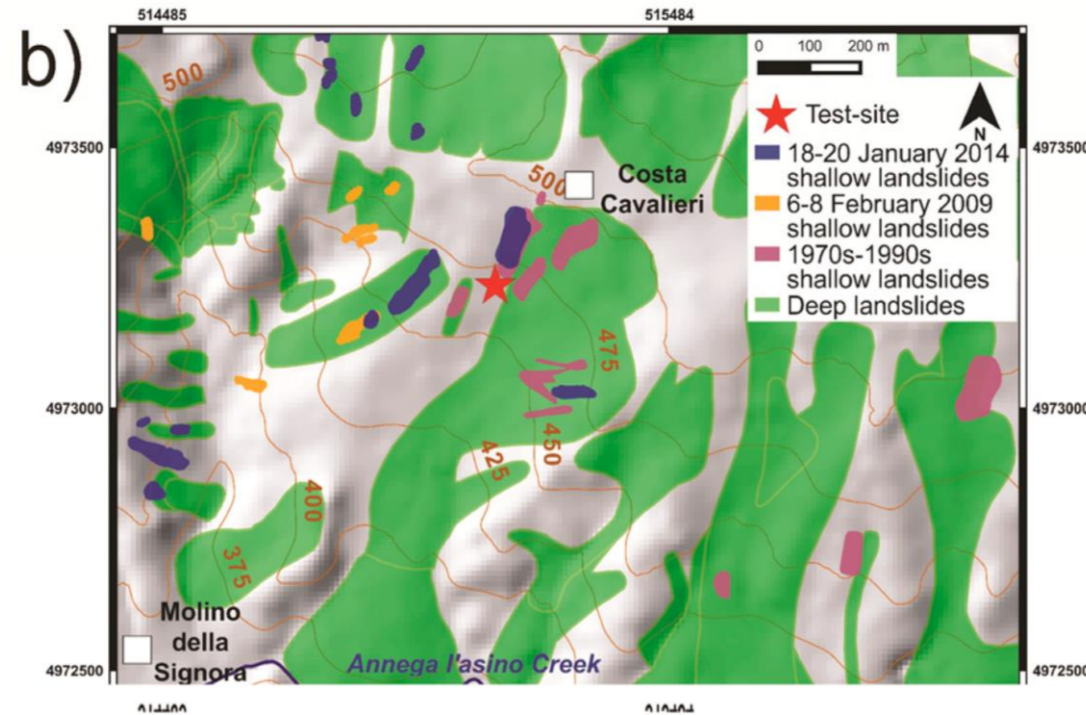 514485
515484
b)
0 100 200 m
500
Test-site
N
18-20 January 2014
shallow landslides
6-8 February 2009
shallow landslides
1970s-1990s
shallow landslides
Deep landslides
4973500
4973500
500
Costa
Cavalieri
475
4973000
4973000
450
425
400
375
Molino
della
Signora
Annega l'asino Creek
4972500
4972500